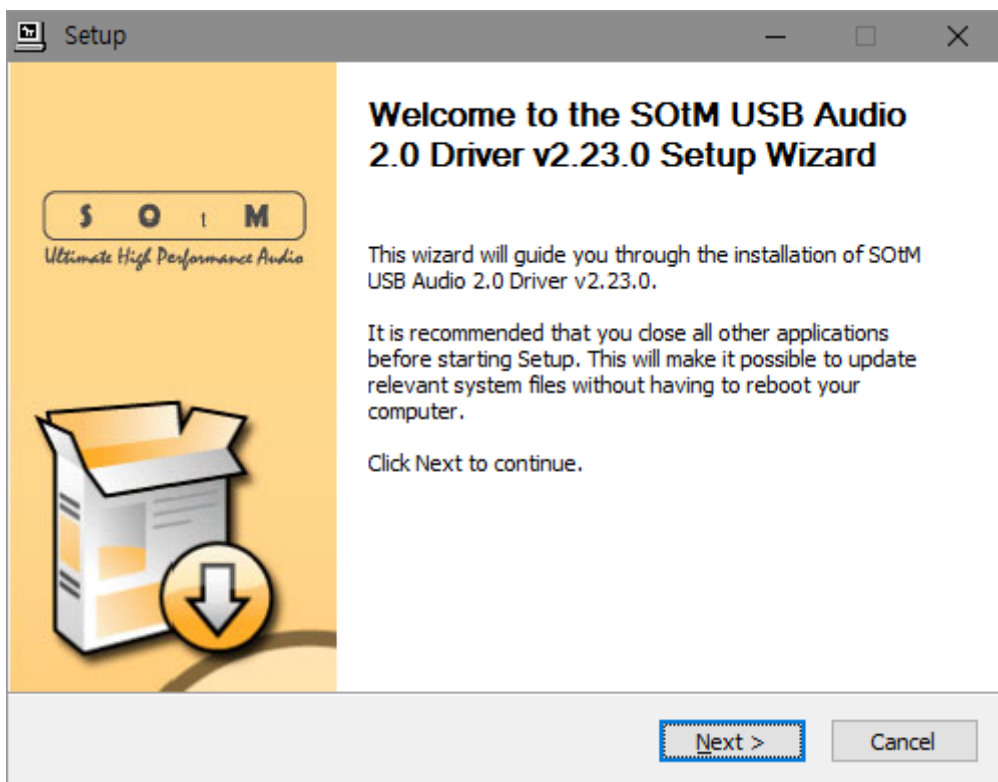 Setup
S O t M
Ultimate High Performance Audio
Welcome to the SOtM USB Audio
2.0 Driver v2.23.0 Setup Wizard
This wizard will guide you through the installation of SOtM
USB Audio 2.0 Driver v2.23.0.
It is recommended that you close all other applications
before starting Setup. This will make it possible to update
relevant system files without having to reboot your
computer.
Click Next to continue.
Next >
Cancel